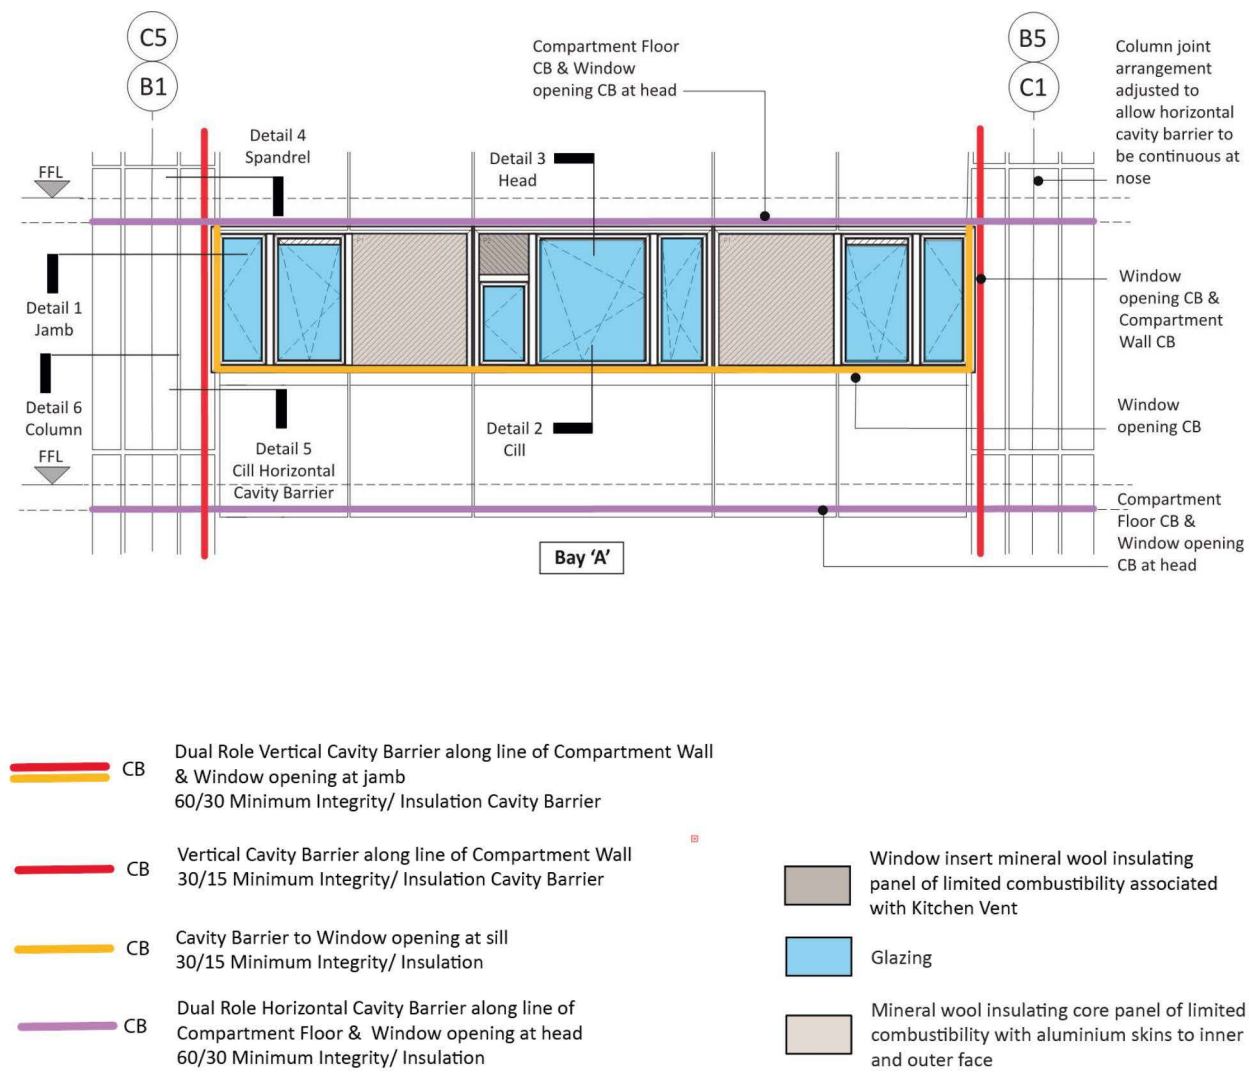 C5
B1
B5
C1
Compartment Floor
CB & Window
opening CB at head
Column joint
arrangement
adjusted to
allow horizontal
cavity barrier to
be continuous at
nose
Detail 4
Spandrel
Detail 3
Head
FFL
Detail 1
Jamb
Window
opening CB &
Compartment
Wall CB
Detail 6
Column
Detail 5
Cill Horizontal
Cavity Barrier
Detail 2
Cill
Window
opening CB
FFL
Compartment
Floor CB &
Window opening
CB at head
Bay ‘A’
CB
Dual Role Vertical Cavity Barrier along line of Compartment Wall
& Window opening at jamb
60/30 Minimum Integrity/ Insulation Cavity Barrier
CB
Vertical Cavity Barrier along line of Compartment Wall
30/15 Minimum Integrity/ Insulation Cavity Barrier
CB
Cavity Barrier to Window opening at sill
30/15 Minimum Integrity/ Insulation
CB
Dual Role Horizontal Cavity Barrier along line of
Compartment Floor & Window opening at head
60/30 Minimum Integrity/ Insulation
Window insert mineral wool insulating
panel of limited combustibility associated
with Kitchen Vent
Glazing
Mineral wool insulating core panel of limited
combustibility with aluminium skins to inner
and outer face